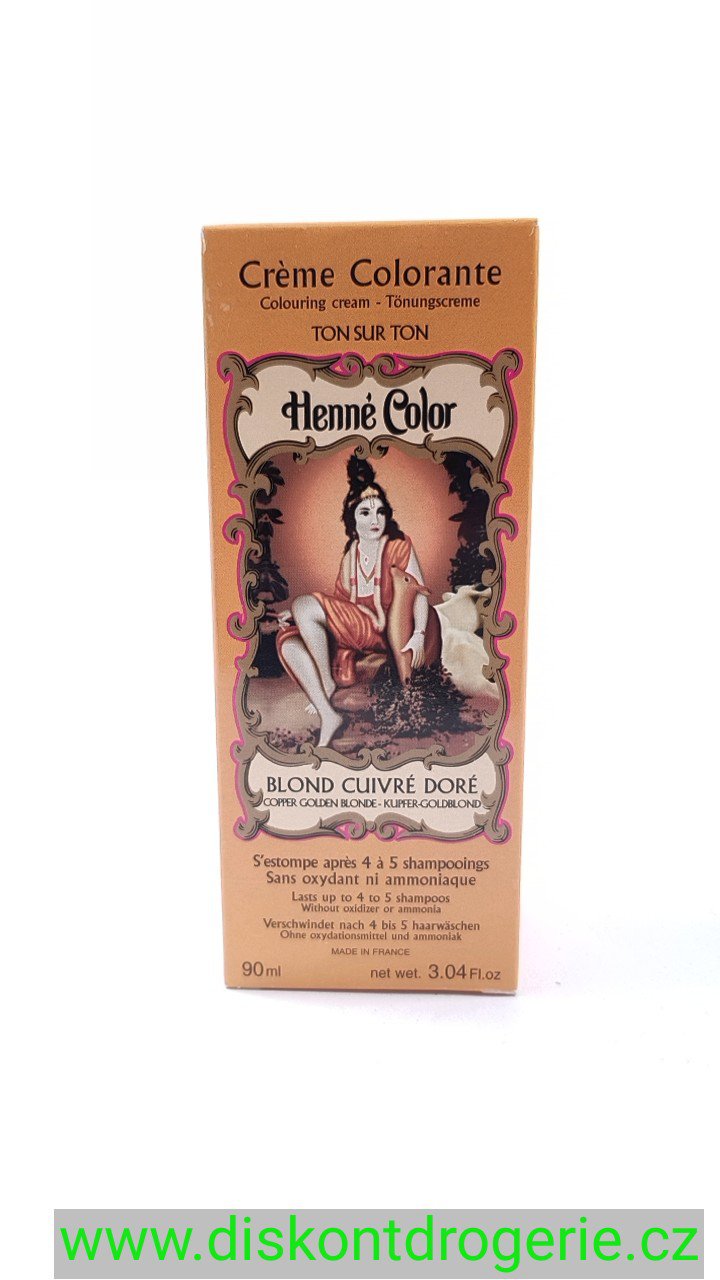 Crème Colorante
Colouring cream - Tönungscreme
TON SUR TON
Henné Color
BLOND CUIVRÉ DORÉ
COPPER GOLDEN BLONDE - KUPFER-GOLDBLOND
S'estompe après 4 à 5 shampooings
Sans oxydant ni ammoniaque
Lasts up to 4 to 5 shampoos
Without oxidizer or ammonia
Verschwindet nach 4 bis 5 haarwäschen
Ohne oxydationsmittel und ammoniak
MADE IN FRANCE
90 ml net wet. 3.04 Fl.oz
www.diskontdrogerie.cz